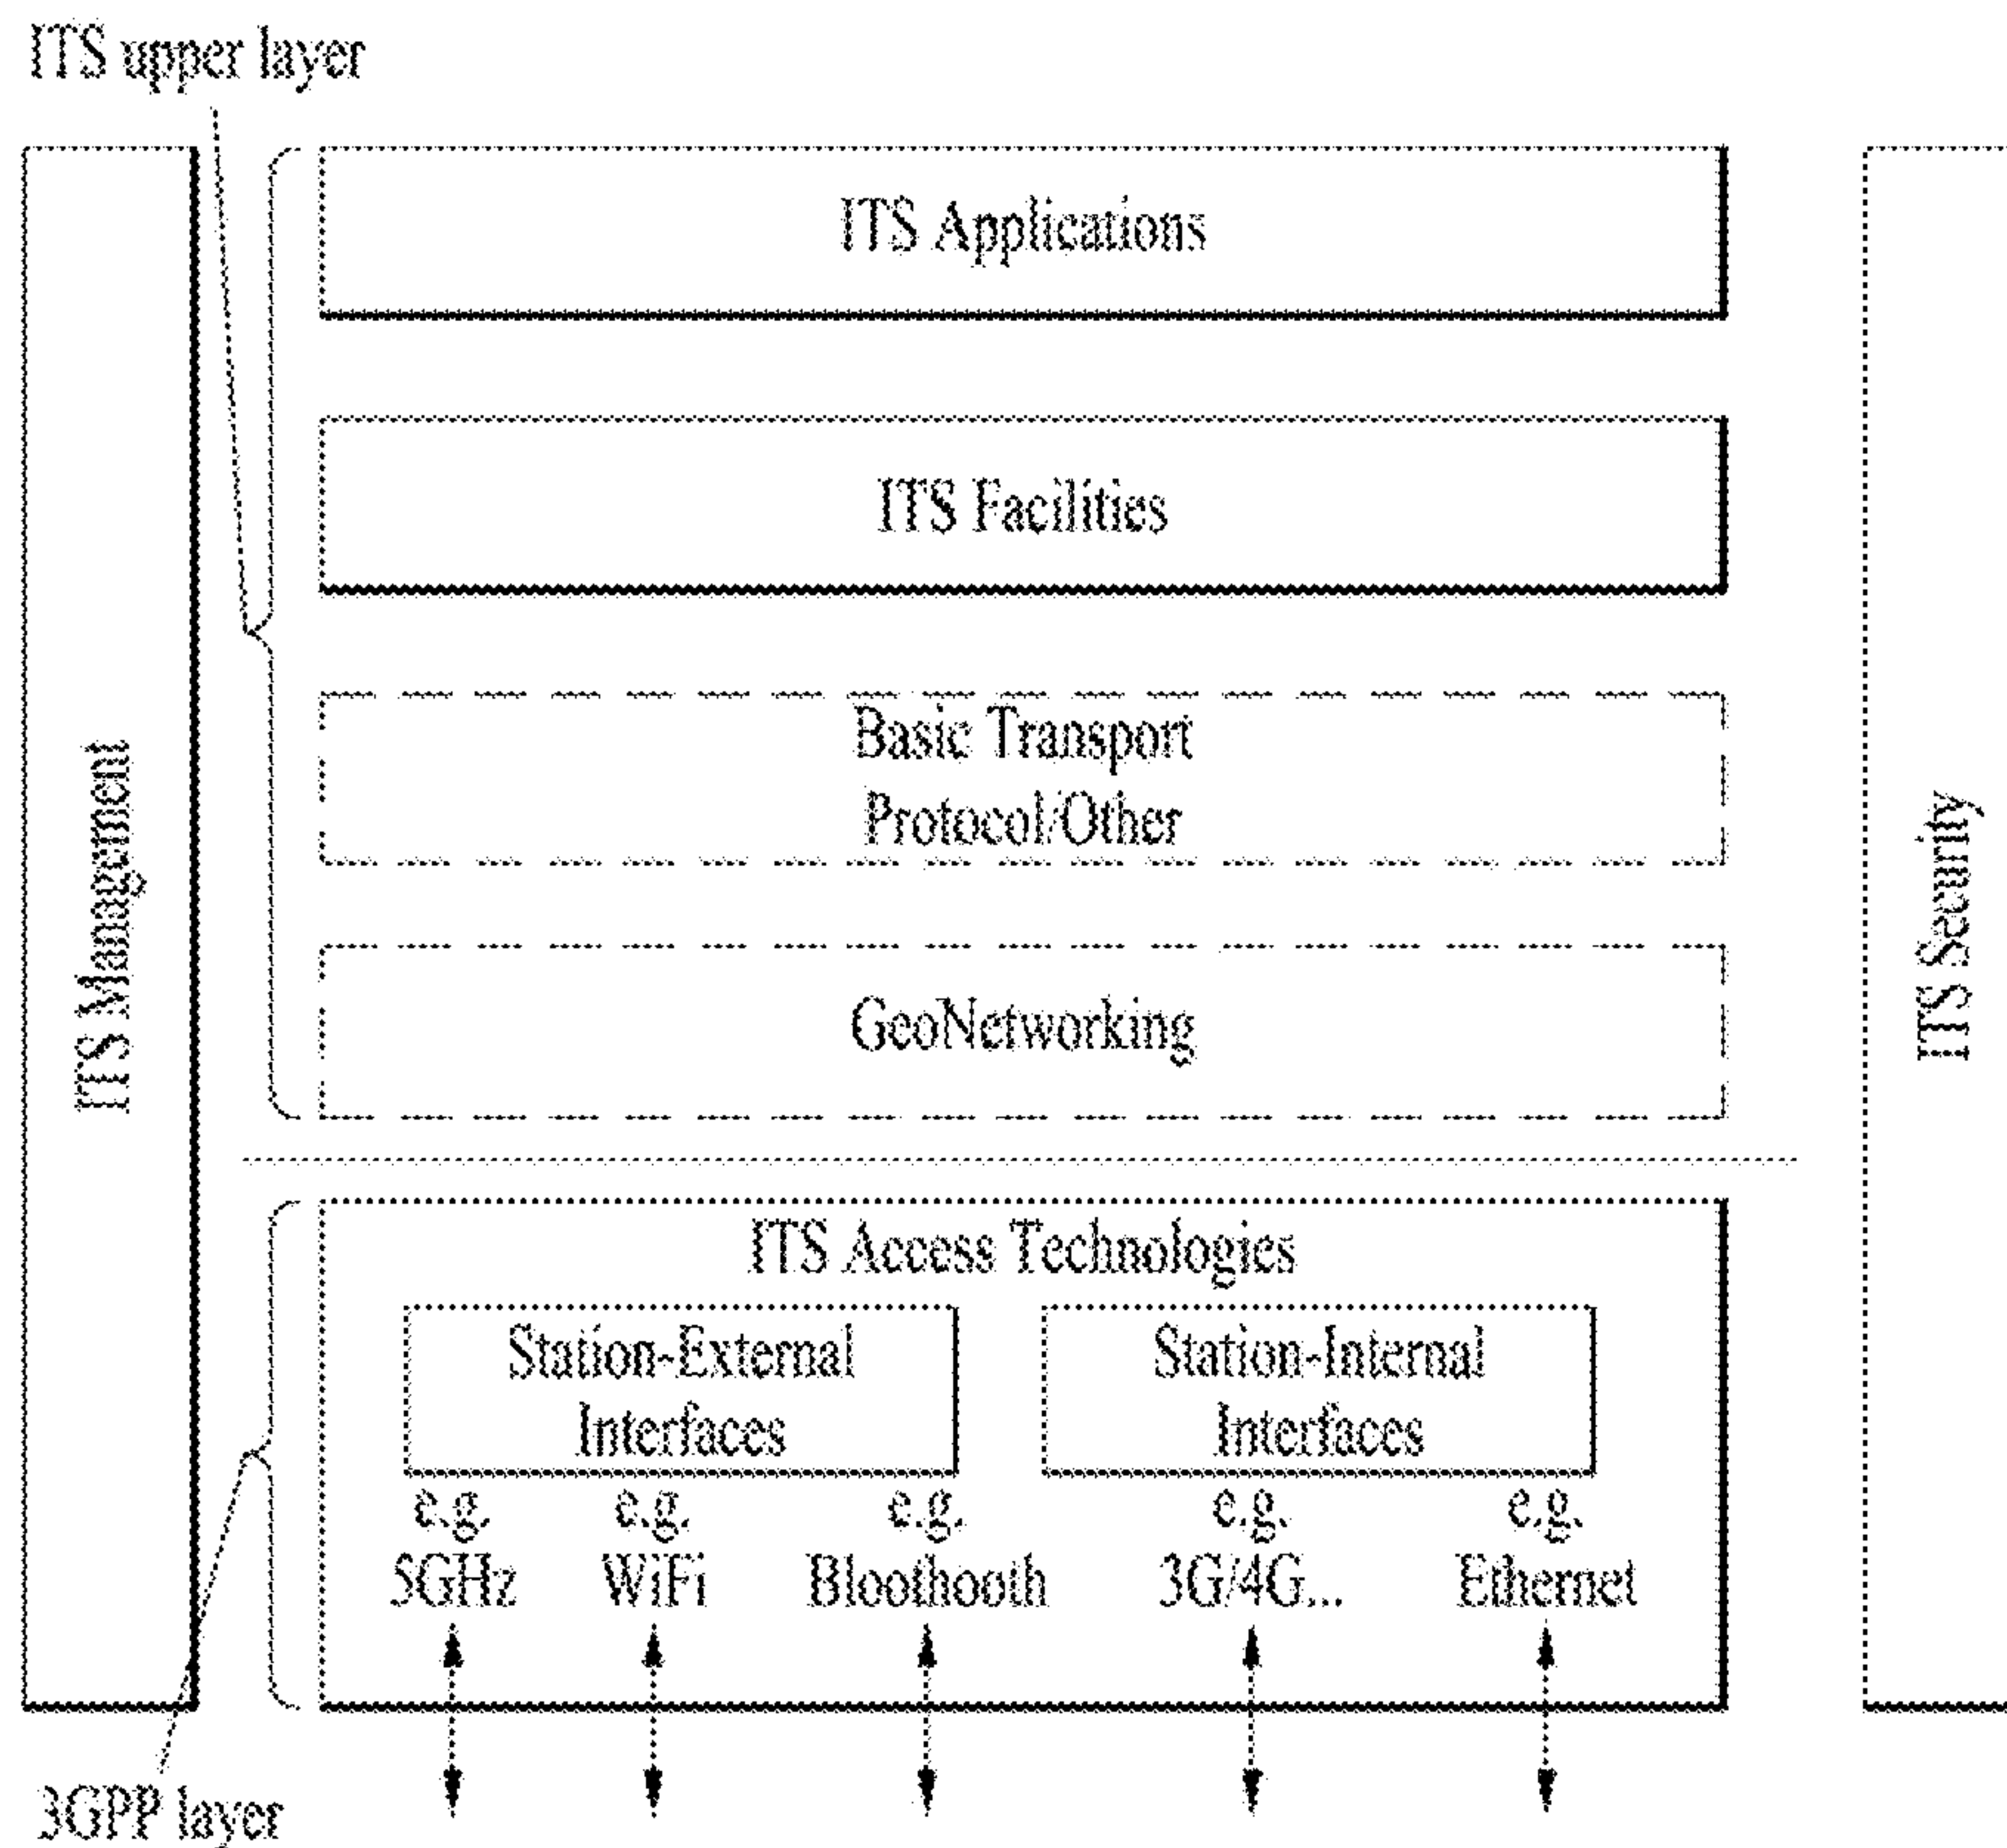 ITS upper layer
ITS Management
ITS Applications
ITS Facilities
Basic Transport
Protocol/Other
GeoNetworking
ITS Access Technologies
Station-External
Interfaces
Station-Internal
Interfaces
e.g. e.g. e.g. e.g. e.g.
5GHz WiFi Bloothooth 3G/4G... Ethernet
3GPP layer
ITS Security